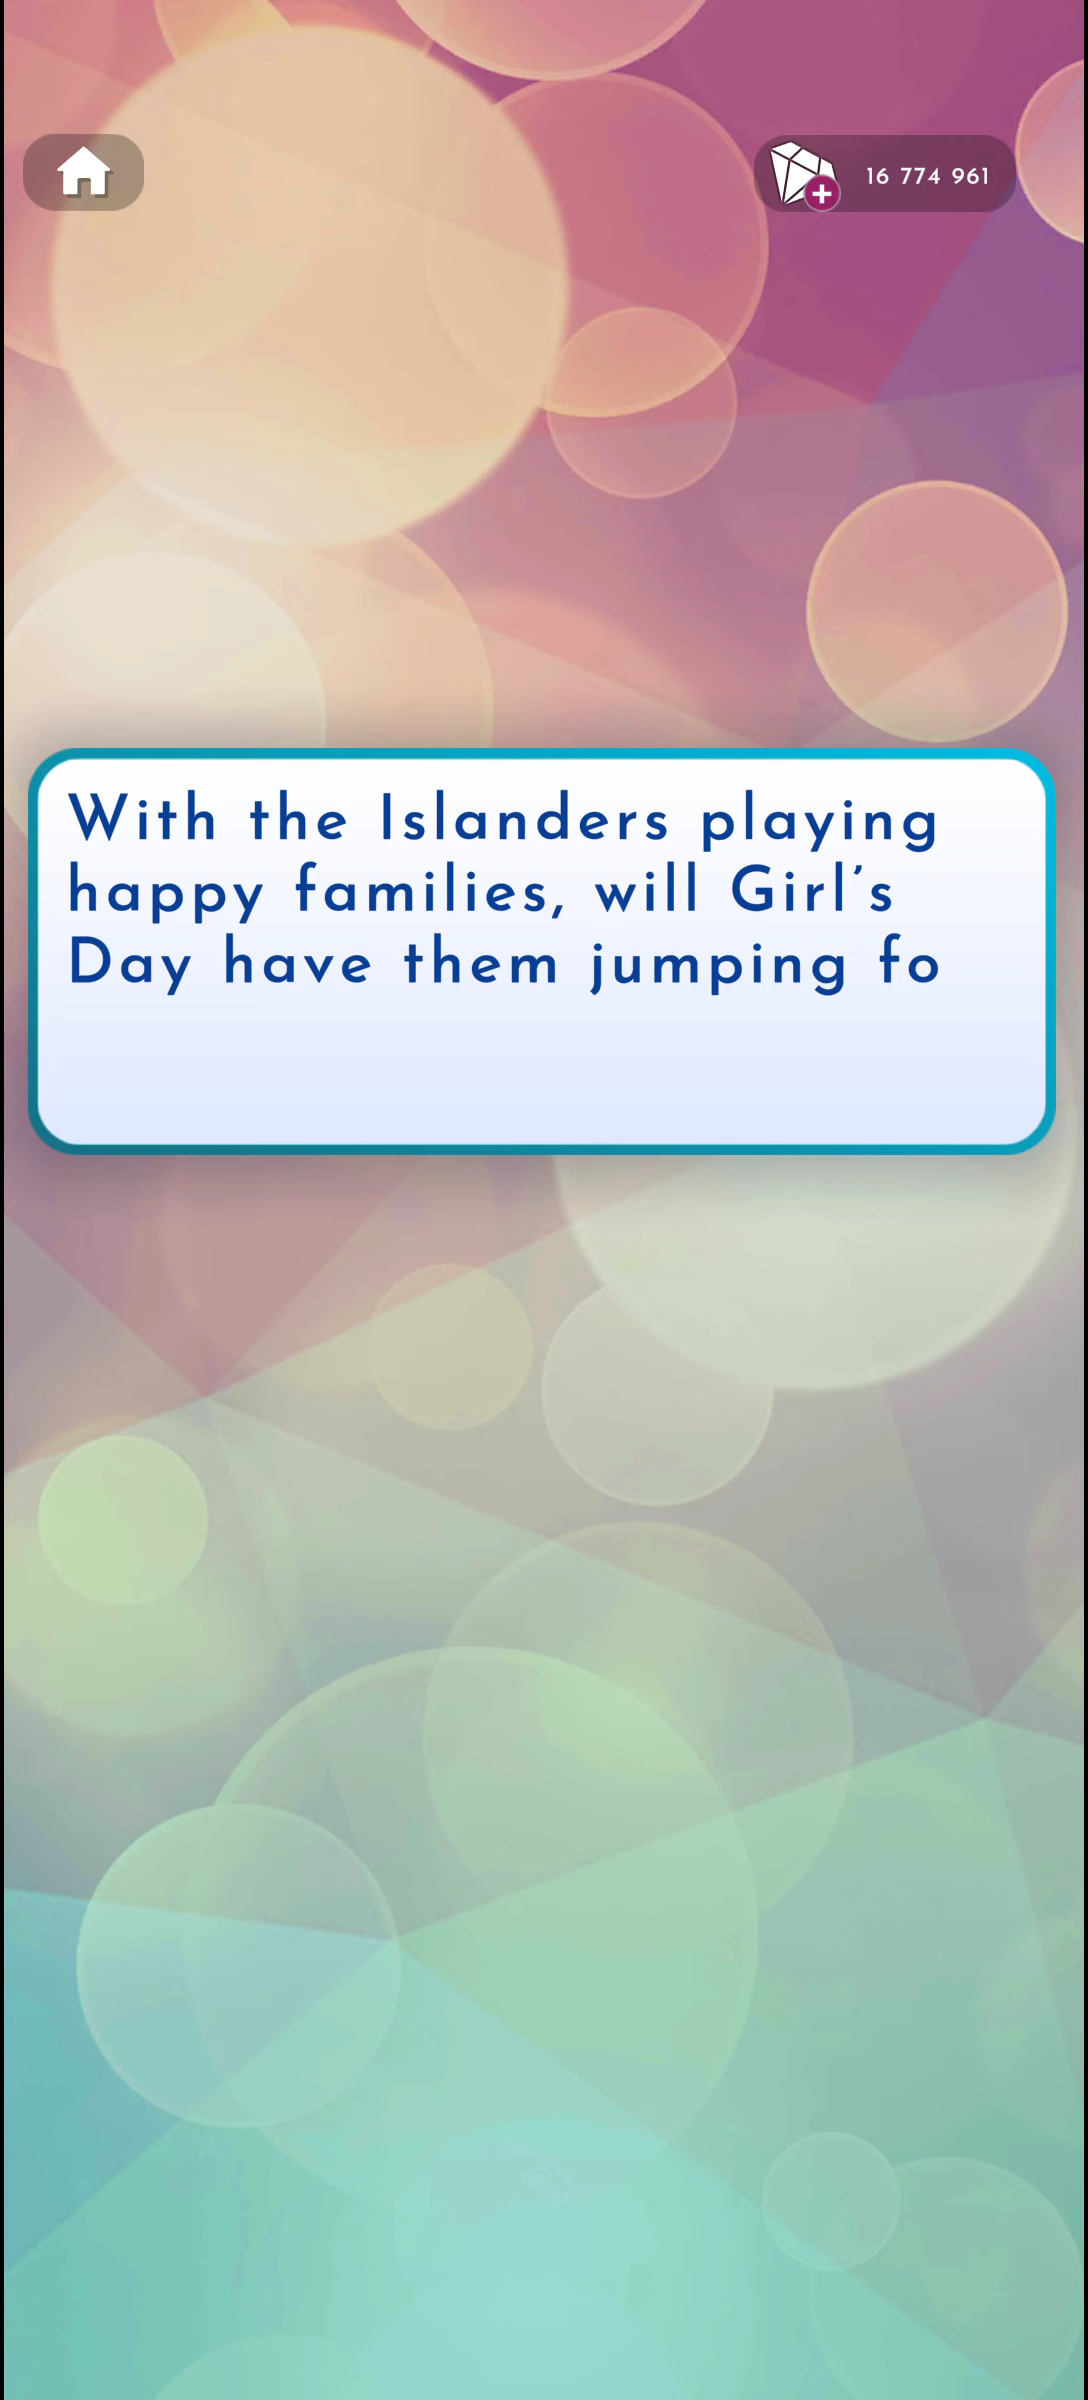 16 774 961
With the Islanders playing
happy families, will Girl’s
Day have them jumping fo